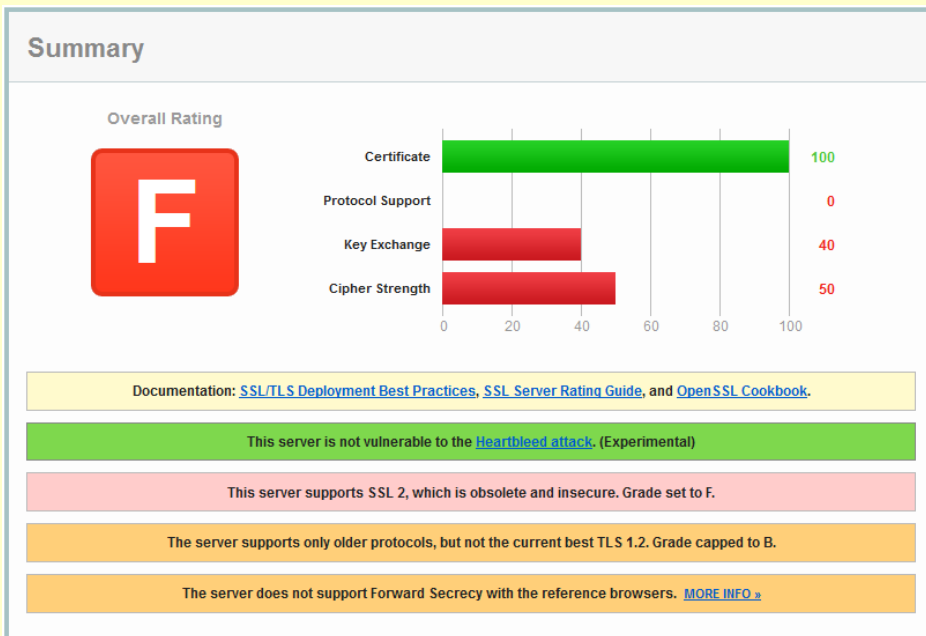 Summary
Overall Rating
F
Certificate 100
Protocol Support 0
Key Exchange 40
Cipher Strength 50
0 20 40 60 80 100
Documentation: SSL/TLS Deployment Best Practices, SSL Server Rating Guide, and OpenSSL Cookbook.
This server is not vulnerable to the Heartbleed attack. (Experimental)
This server supports SSL 2, which is obsolete and insecure. Grade set to F.
The server supports only older protocols, but not the current best TLS 1.2. Grade capped to B.
The server does not support Forward Secrecy with the reference browsers. MORE INFO »